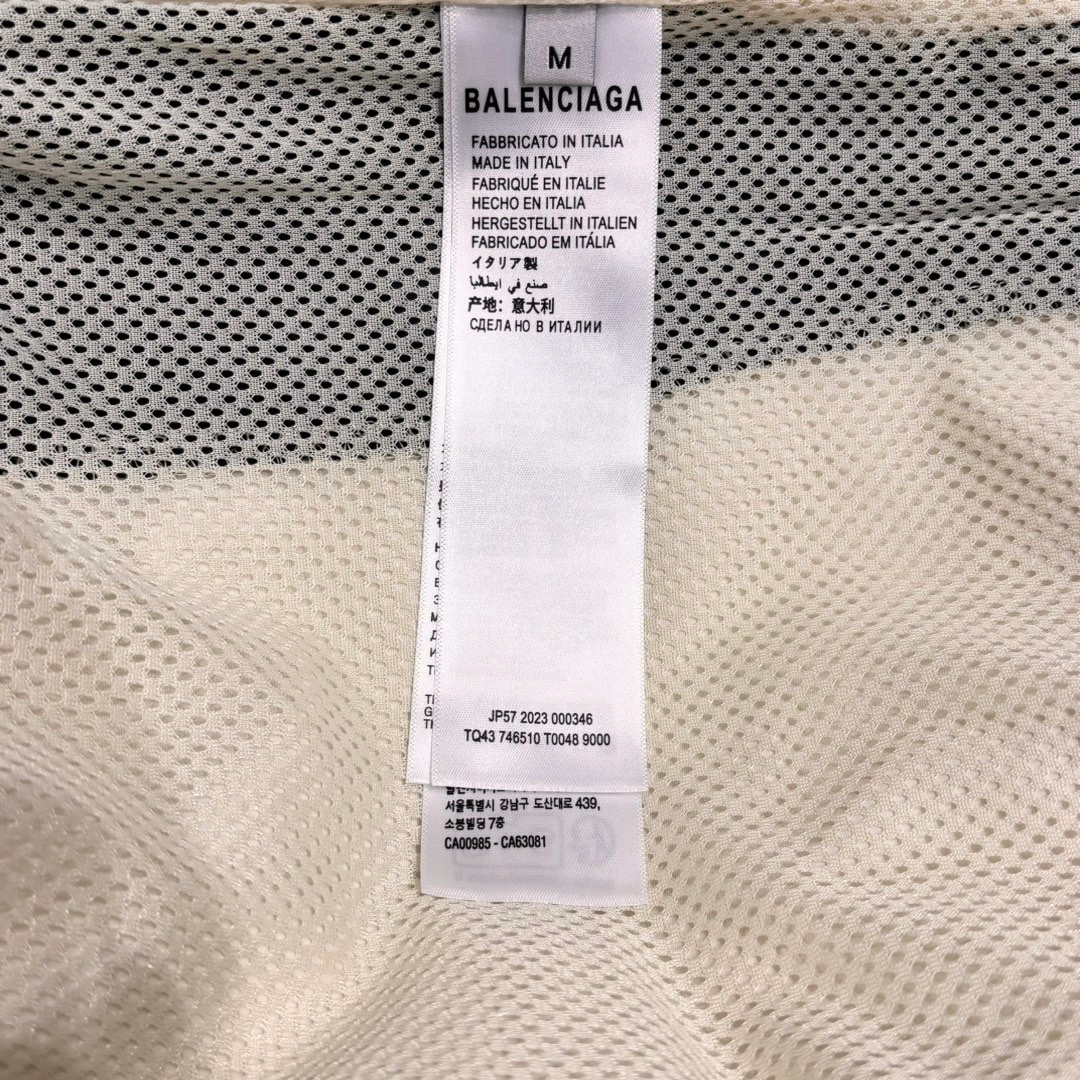 M
BALENCIAGA
FABBRICATO IN ITALIA
MADE IN ITALY
FABRIQUÉ EN ITALIE
HECHO EN ITALIA
HERGESTELLT IN ITALIEN
FABRICADO EM ITÁLIA
イタリア製
صنع في ايطاليا
产地: 意大利
СДЕЛАНО В ИТАЛИИ
JP57 2023 000346
TQ43 746510 T0048 9000
서울특별시 강남구 도산대로 439,
소봉빌딩 7층
CA00985 - CA63081